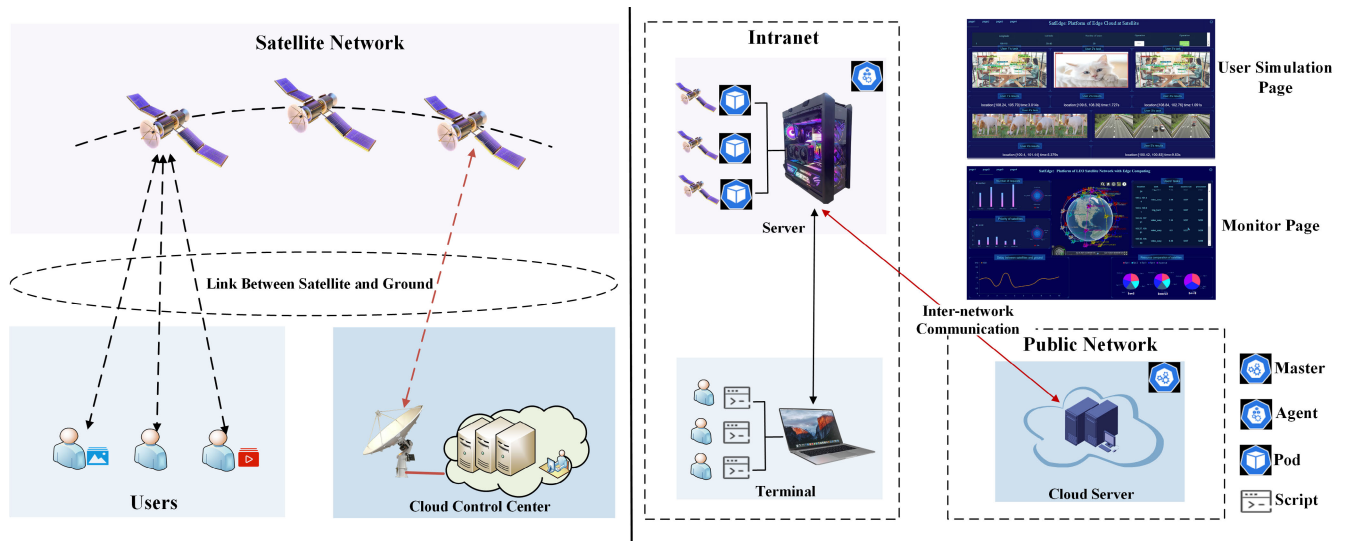 Satellite Network
Link Between Satellite and Ground
Users
Cloud Control Center
Intranet
Server
Terminal
Inter-network
Communication
Public Network
Cloud Server
SatEdge: Platform of Edge Cloud at Satellite
User Simulation
Page
SatEdge: Platform of LEO Satellite Network with Edge Computing
Monitor Page
Master
Agent
Pod
Script